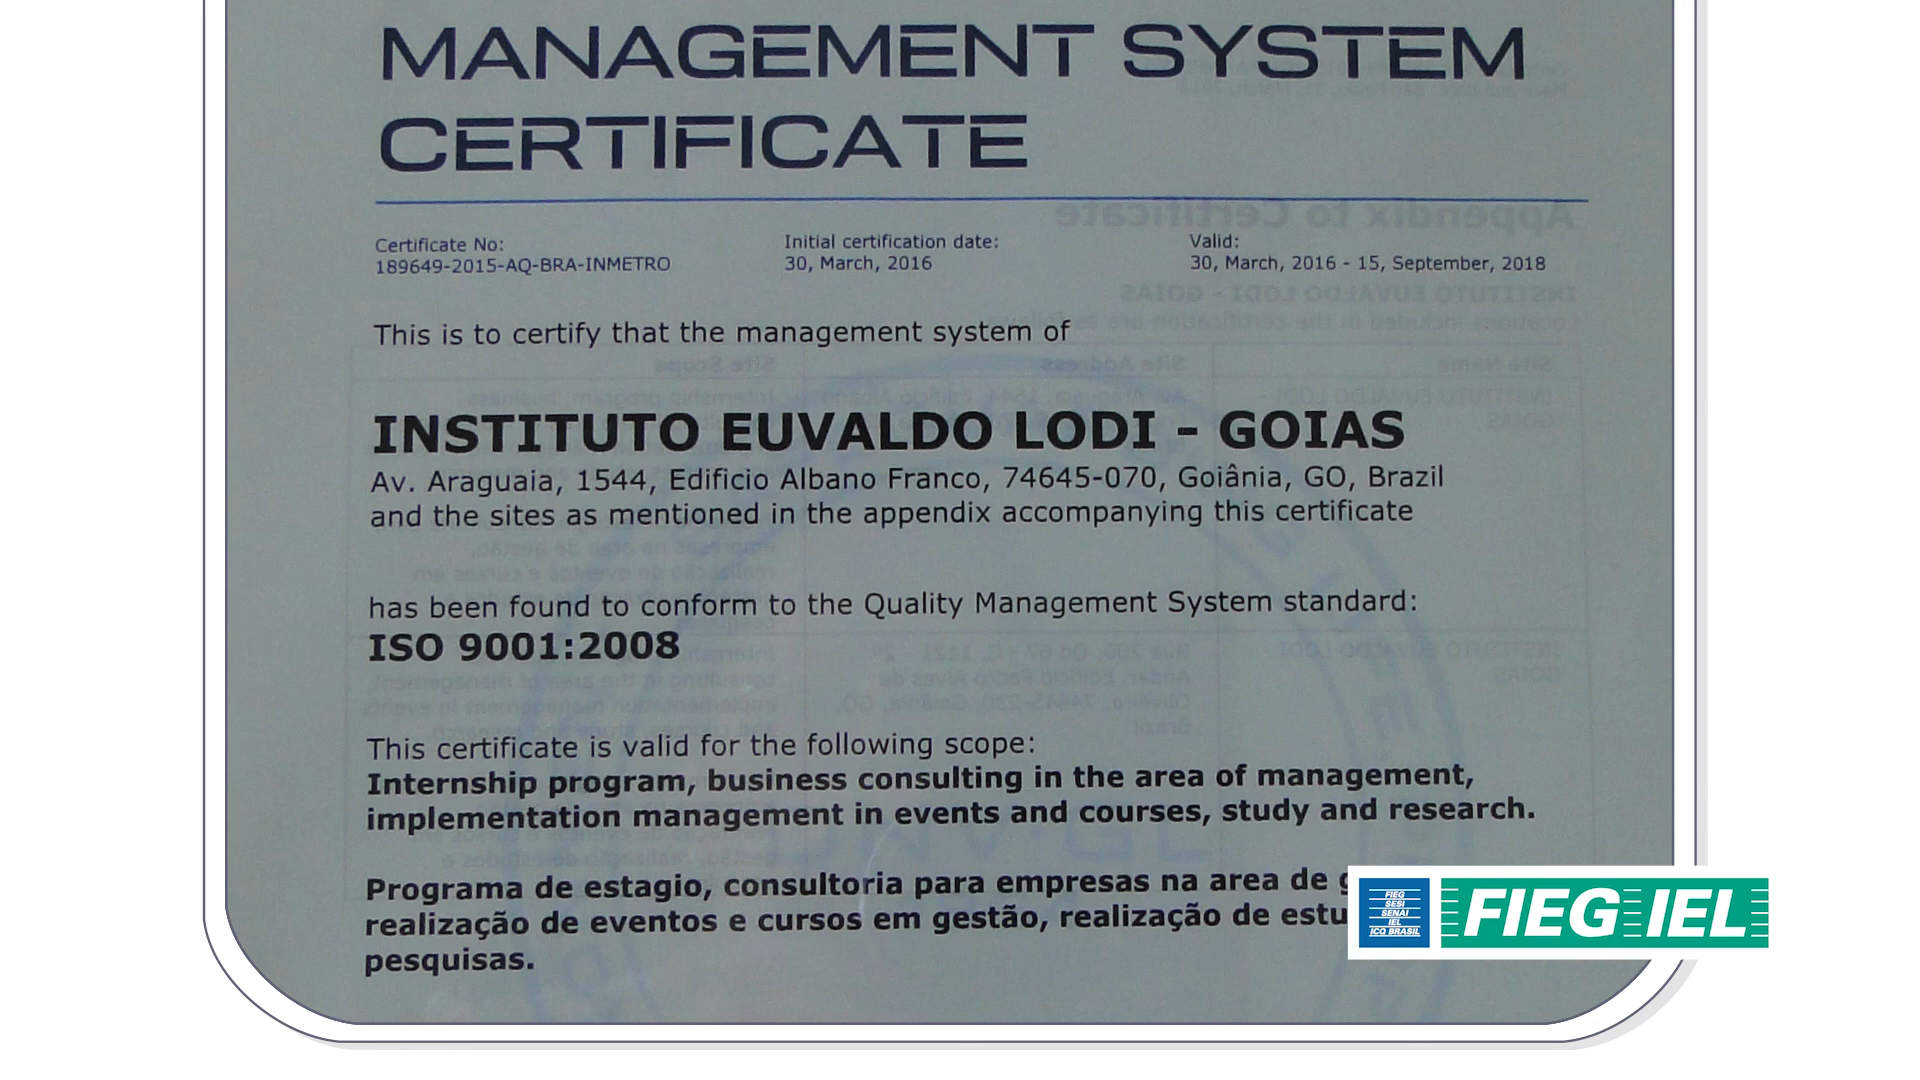 MANAGEMENT SYSTEM
CERTIFICATE
Certificate No:
189649-2015-AQ-BRA-INMETRO
Initial certification date:
30, March, 2016
Valid:
30, March, 2016 - 15, September, 2018
This is to certify that the management system of
INSTITUTO EUVALDO LODI - GOIAS
Av. Araguaia, 1544, Edificio Albano Franco, 74645-070, Goiânia, GO, Brazil
and the sites as mentioned in the appendix accompanying this certificate
has been found to conform to the Quality Management System standard:
ISO 9001:2008
This certificate is valid for the following scope:
Internship program, business consulting in the area of management,
implementation management in events and courses, study and research.
Programa de estagio, consultoria para empresas na area de
realização de eventos e cursos em gestão, realização de
pesquisas.
FIEG
SESI
SENAI
IEL
ICQ BRASIL
FIEG IEL